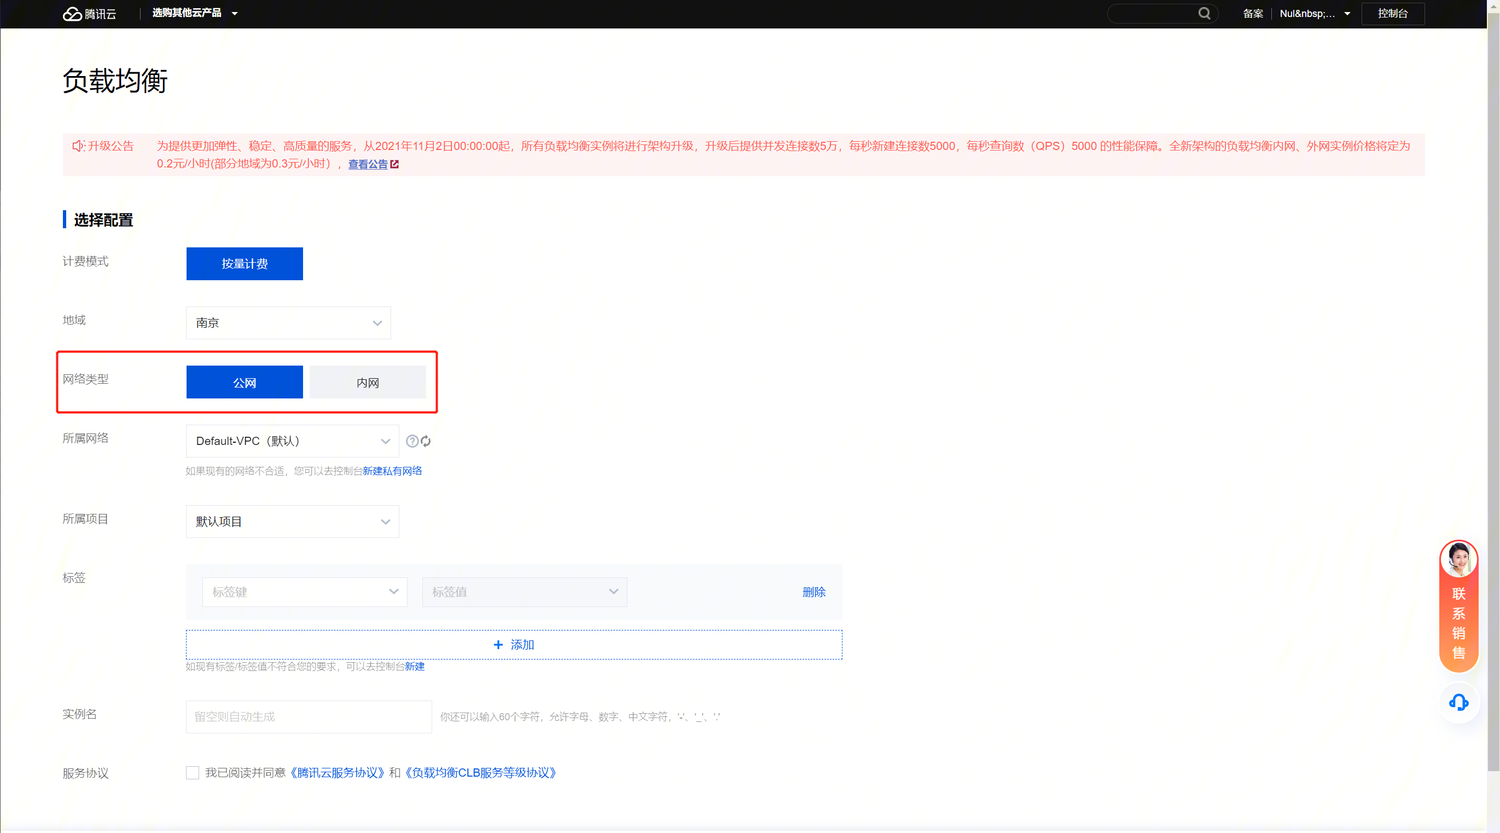 腾讯云 选购其他云产品 备案 Nul&nbsp;... 控制台
负载均衡
升级公告 为提供更加弹性、稳定、高质量的服务，从2021年11月2日00:00:00起，所有负载均衡实例将进行架构升级，升级后提供并发连接数5万，每秒新建连接数5000，每秒查询数（QPS）5000 的性能保障。全新架构的负载均衡内网、外网实例价格将定为
0.2元/小时(部分地域为0.3元/小时），查看公告
选择配置
计费模式 按量计费
地域 南京
网络类型 公网 内网
所属网络 Default-VPC（默认）
如果现有的网络不合适，您可以去控制台新建私有网络
所属项目 默认项目
标签 标签键 标签值 删除
+ 添加
如现有标签/标签值不符合您的要求，可以去控制台新建
实例名 留空则自动生成 你还可以输入60个字符，允许字母、数字、中文字符，'-'、'_'、'.'
服务协议 我已阅读并同意《腾讯云服务协议》和《负载均衡CLB服务等级协议》
联
系
销
售